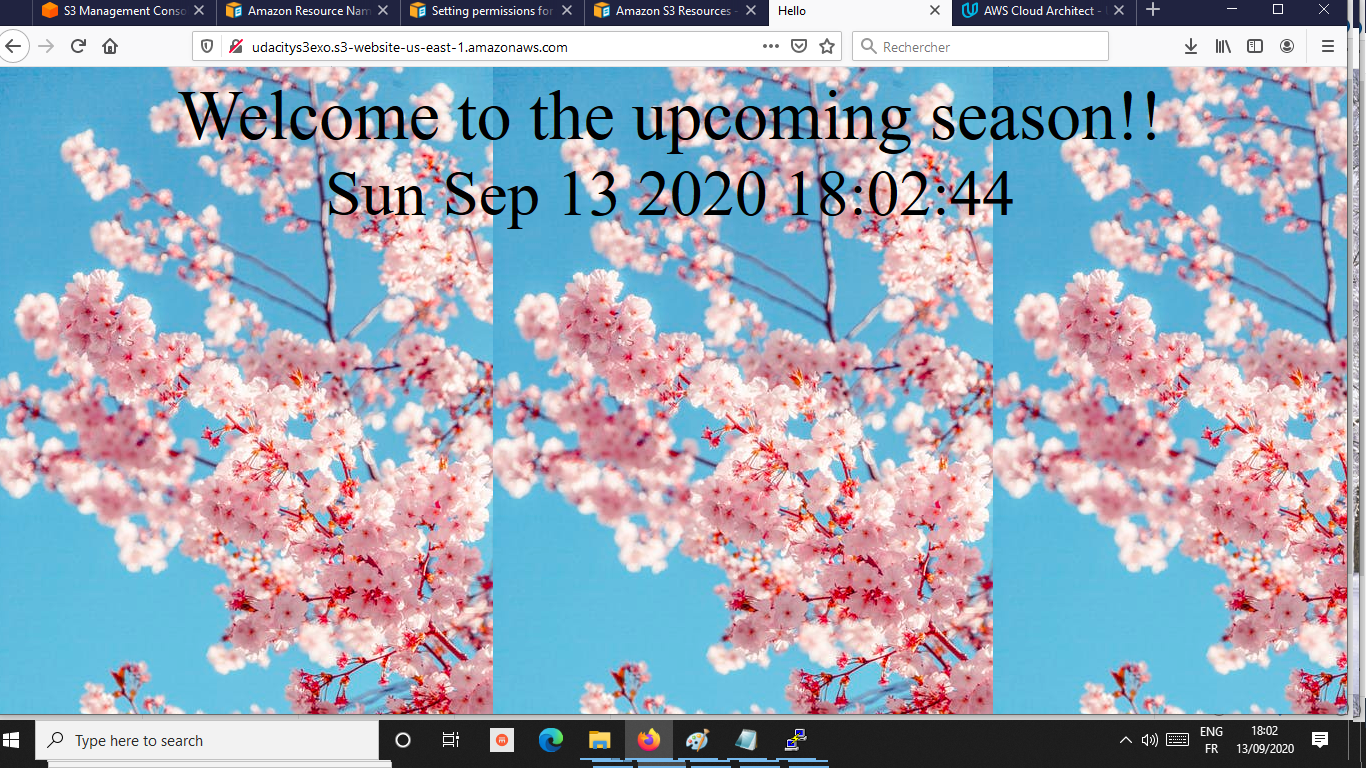 S3 Management Conso
Amazon Resource Nam
Setting permissions for
Amazon S3 Resources -
Hello
AWS Cloud Architect -
udacitys3exo.s3-website-us-east-1.amazonaws.com
Rechercher
Welcome to the upcoming season!!
Sun Sep 13 2020 18:02:44
Type here to search
ENG
FR
18:02
13/09/2020